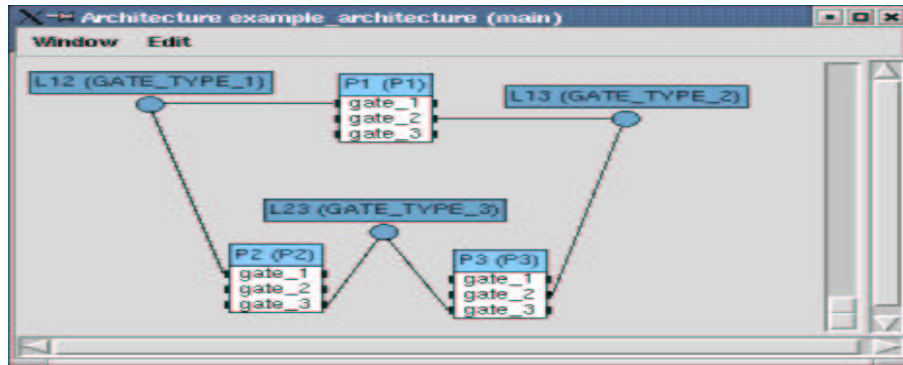 Architecture example_architecture (main)
Window Edit
L12 (GATE_TYPE_1)
P1 (P1)
gate_1
gate_2
gate_3
L13 (GATE_TYPE_2)
L23 (GATE_TYPE_3)
P2 (P2)
gate_1
gate_2
gate_3
P3 (P3)
gate_1
gate_2
gate_3